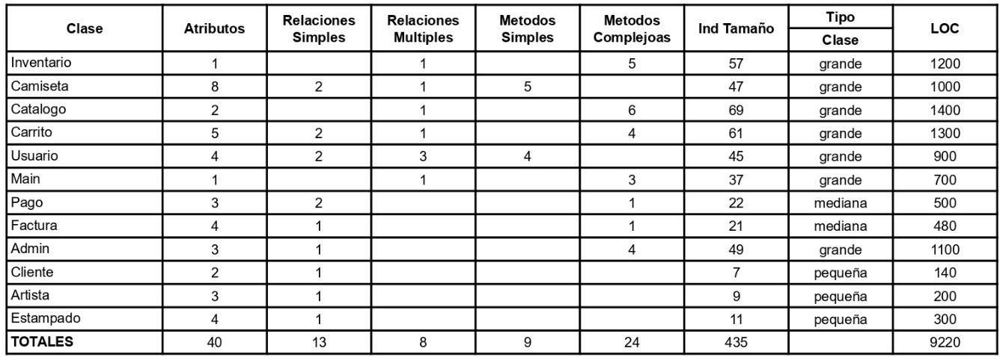 Clase Atributos Relaciones Simples Relaciones Multiples Metodos Simples Metodos Complejoas Ind Tamaño Tipo Clase LOC
Inventario 1 1 5 57 grande 1200
Camiseta 8 2 1 5 47 grande 1000
Catalogo 2 1 6 69 grande 1400
Carrito 5 2 1 4 61 grande 1300
Usuario 4 2 3 4 45 grande 900
Main 1 1 3 37 grande 700
Pago 3 2 1 22 mediana 500
Factura 4 1 1 21 mediana 480
Admin 3 1 4 49 grande 1100
Cliente 2 1 7 pequeña 140
Artista 3 1 9 pequeña 200
Estampado 4 1 11 pequeña 300
TOTALES 40 13 8 9 24 435 9220